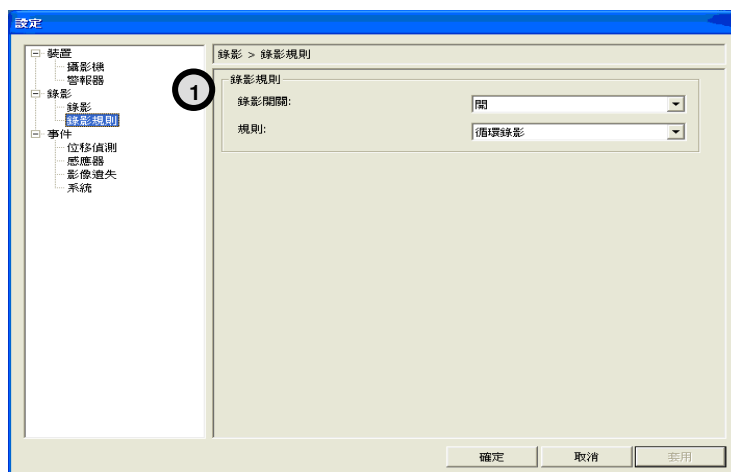 設定
裝置
攝影機
警報器
錄影
錄影
錄影規則
事件
位移偵測
感應器
影像遺失
系統
錄影 > 錄影規則
1
錄影規則
錄影開關:
開
規則:
循環錄影
確定
取消
套用